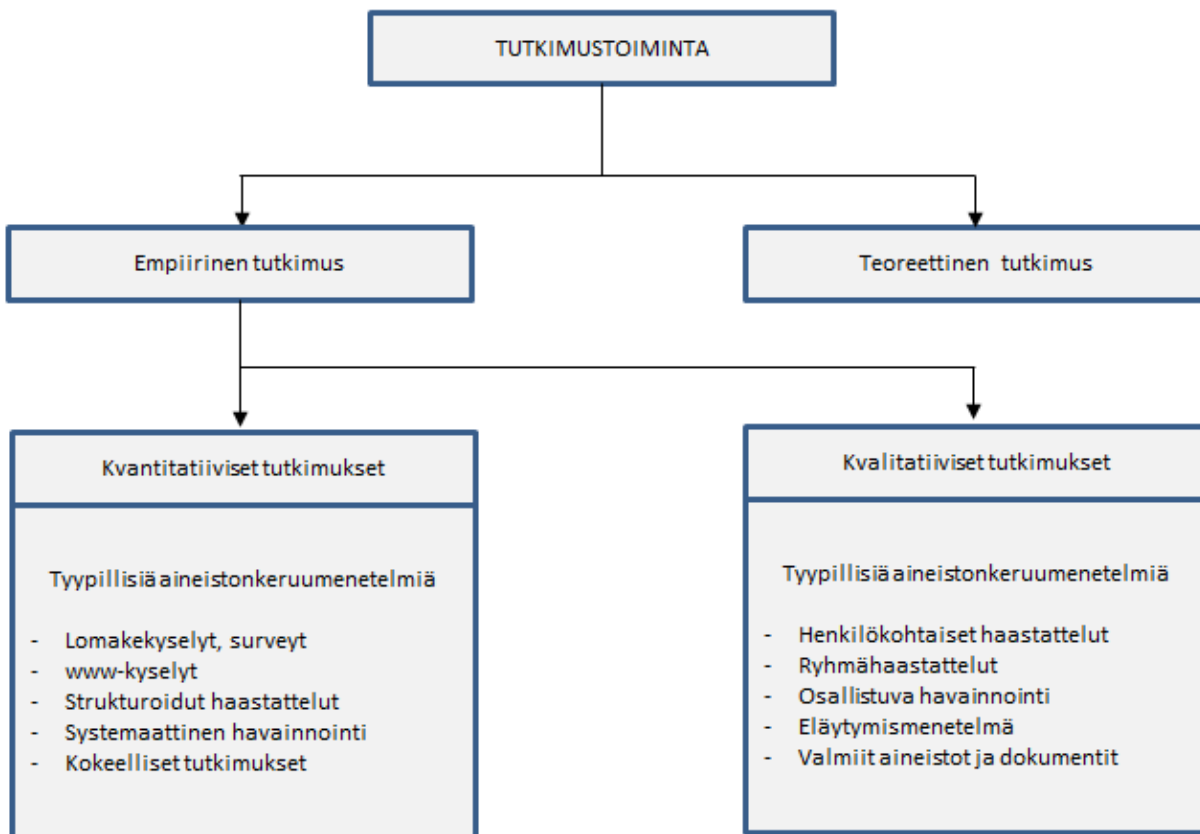 TUTKIMUSTOIMINTA
Empiirinen tutkimus
Teoreettinen tutkimus
Kvantitatiiviset tutkimukset
Tyypillisiä aineistonkeruumenetelmiä
- Lomakekyselyt, surveyt
- www-kyselyt
- Strukturoidut haastattelut
- Systemaattinen havainnointi
- Kokeelliset tutkimukset
Kvalitatiiviset tutkimukset
Tyypillisiä aineistonkeruumenetelmiä
- Henkilökohtaiset haastattelut
- Ryhmähaastattelut
- Osallistuva havainnointi
- Eläytymismenetelmä
- Valmiit aineistot ja dokumentit